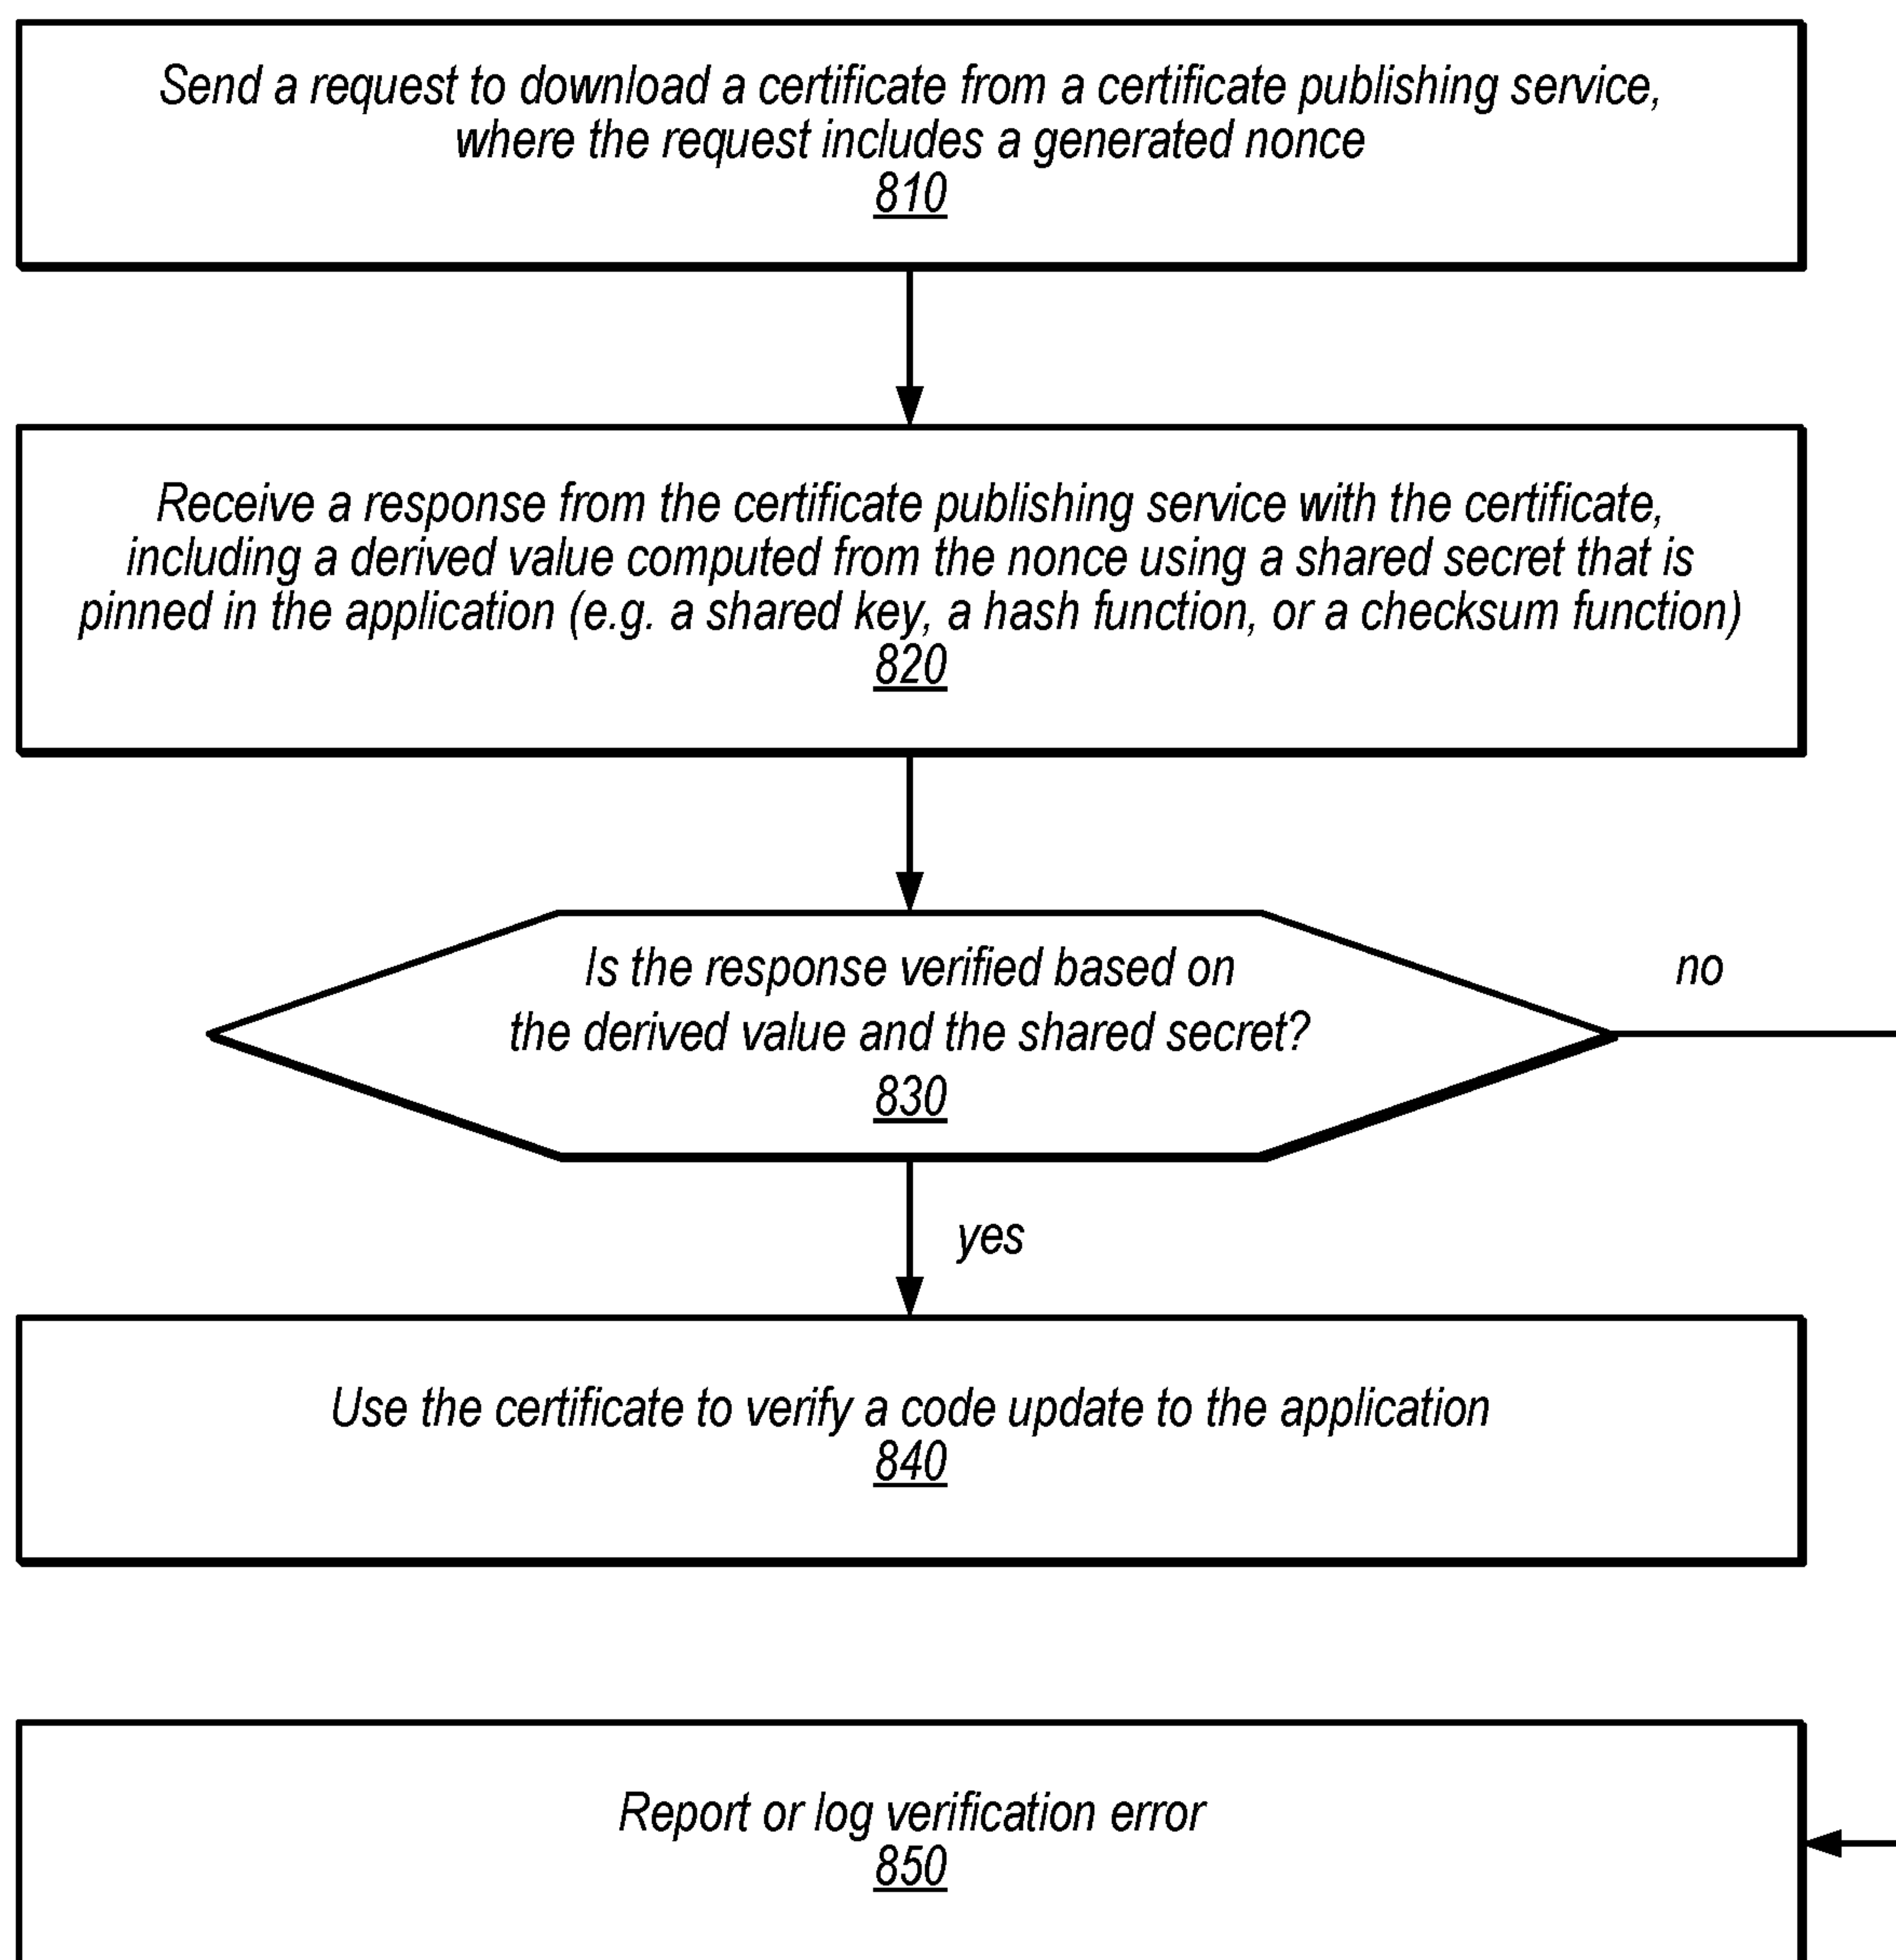 Send a request to download a certificate from a certificate publishing service,
where the request includes a generated nonce
810
Receive a response from the certificate publishing service with the certificate,
including a derived value computed from the nonce using a shared secret that is
pinned in the application (e.g. a shared key, a hash function, or a checksum function)
820
Is the response verified based on
the derived value and the shared secret?
830
no
yes
Use the certificate to verify a code update to the application
840
Report or log verification error
850